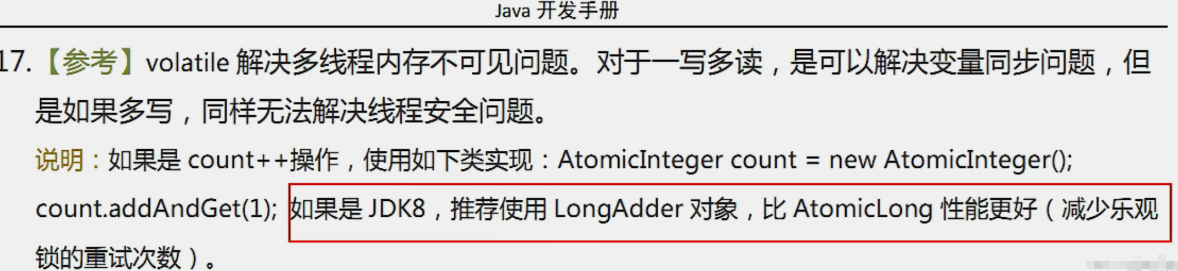 Java 开发手册
17.【参考】volatile 解决多线程内存不可见问题。对于一写多读，是可以解决变量同步问题，但
是如果多写，同样无法解决线程安全问题。
说明：如果是 count++操作，使用如下类实现：AtomicInteger count = new AtomicInteger();
count.addAndGet(1); 如果是 JDK8，推荐使用 LongAdder 对象，比 AtomicLong 性能更好（减少乐观
锁的重试次数）。